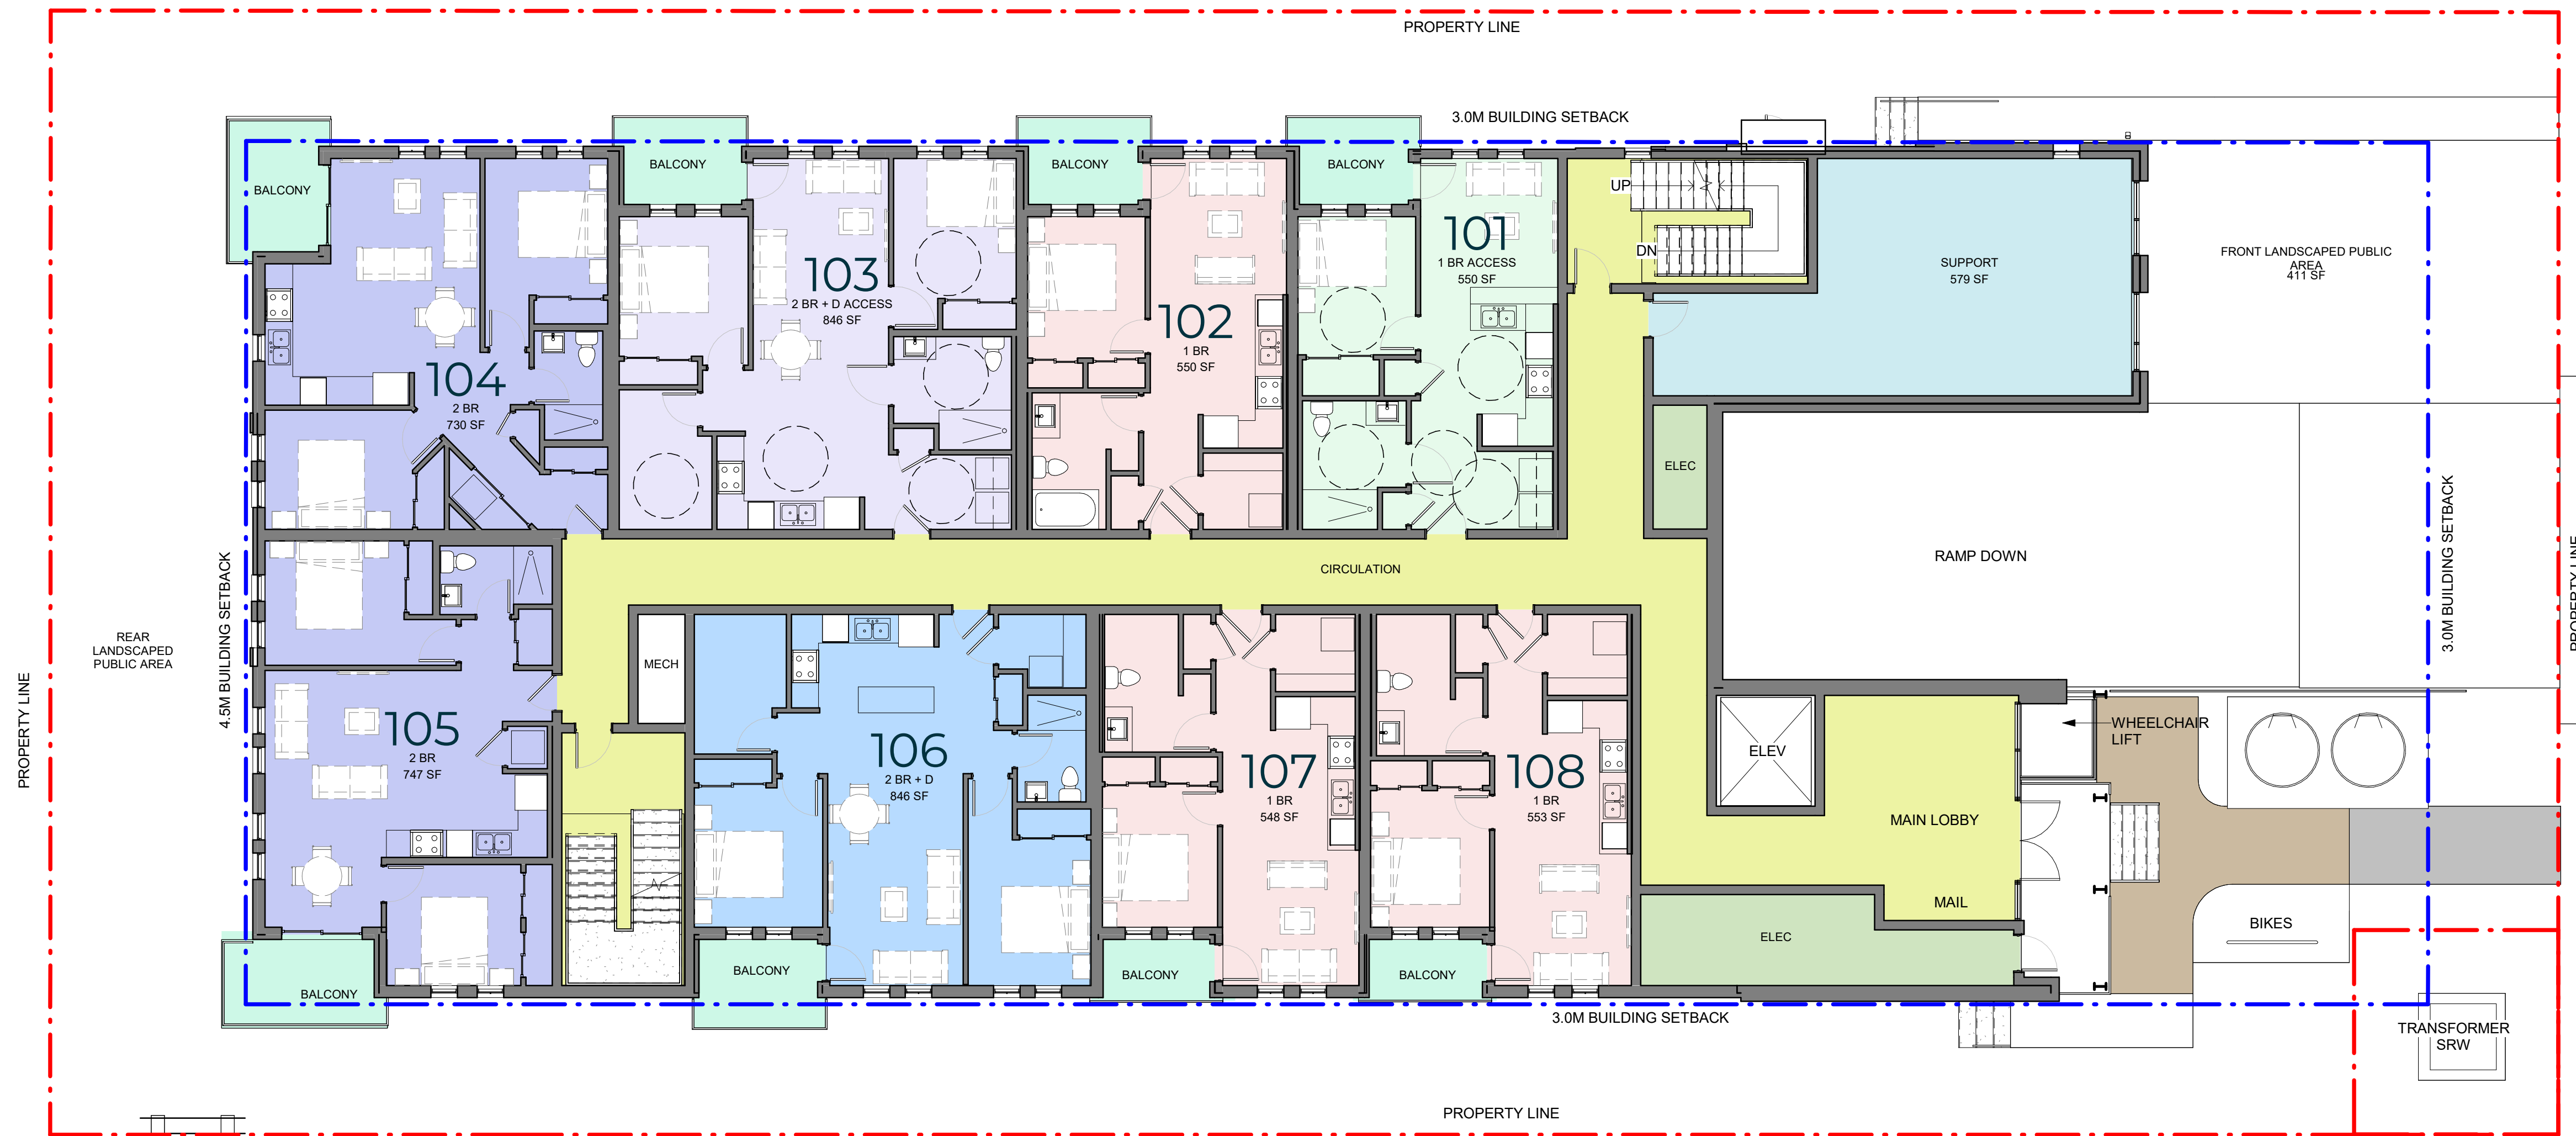 PROPERTY LINE
3.0M BUILDING SETBACK
BALCONY
BALCONY
BALCONY
BALCONY
UP
DN
101
1 BR ACCESS
550 SF
103
2 BR + D ACCESS
846 SF
102
1 BR
550 SF
104
2 BR
730 SF
SUPPORT
579 SF
FRONT LANDSCAPED PUBLIC
AREA
411 SF
ELEC
RAMP DOWN
3.0M BUILDING SETBACK
PROPERTY LINE
CIRCULATION
4.5M BUILDING SETBACK
REAR
LANDSCAPED
PUBLIC AREA
PROPERTY LINE
MECH
105
2 BR
747 SF
106
2 BR + D
846 SF
107
1 BR
548 SF
108
1 BR
553 SF
ELEV
WHEELCHAIR
LIFT
MAIN LOBBY
MAIL
ELEC
BIKES
BALCONY
BALCONY
BALCONY
BALCONY
3.0M BUILDING SETBACK
TRANSFORMER
SRW
PROPERTY LINE